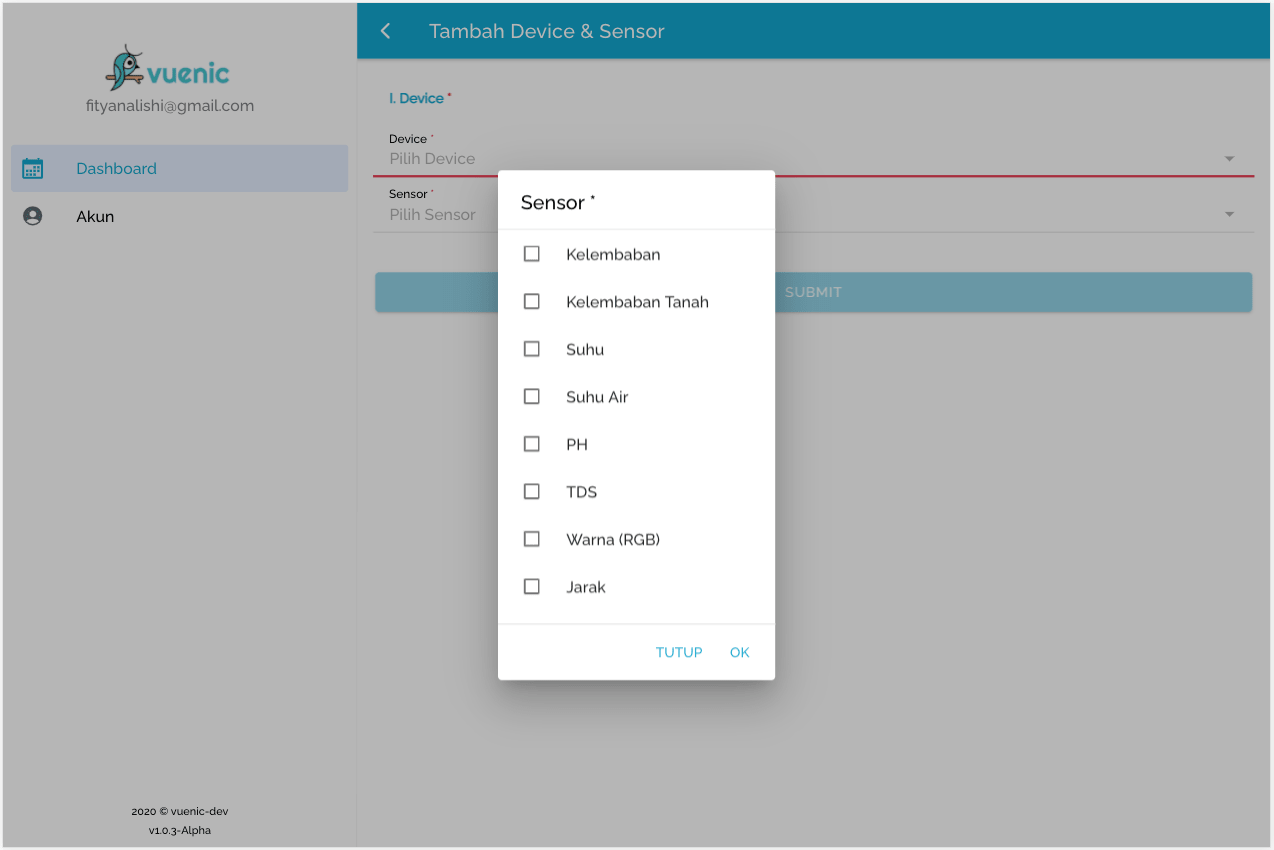 vuenic
fityanalishi@gmail.com
Dashboard
Akun
2020 © vuenic-dev
v1.0.3-Alpha
Tambah Device & Sensor
I. Device *
Device *
Pilih Device
Sensor *
Pilih Sensor
SUBMIT
Sensor *
Kelembaban
Kelembaban Tanah
Suhu
Suhu Air
PH
TDS
Warna (RGB)
Jarak
TUTUP OK